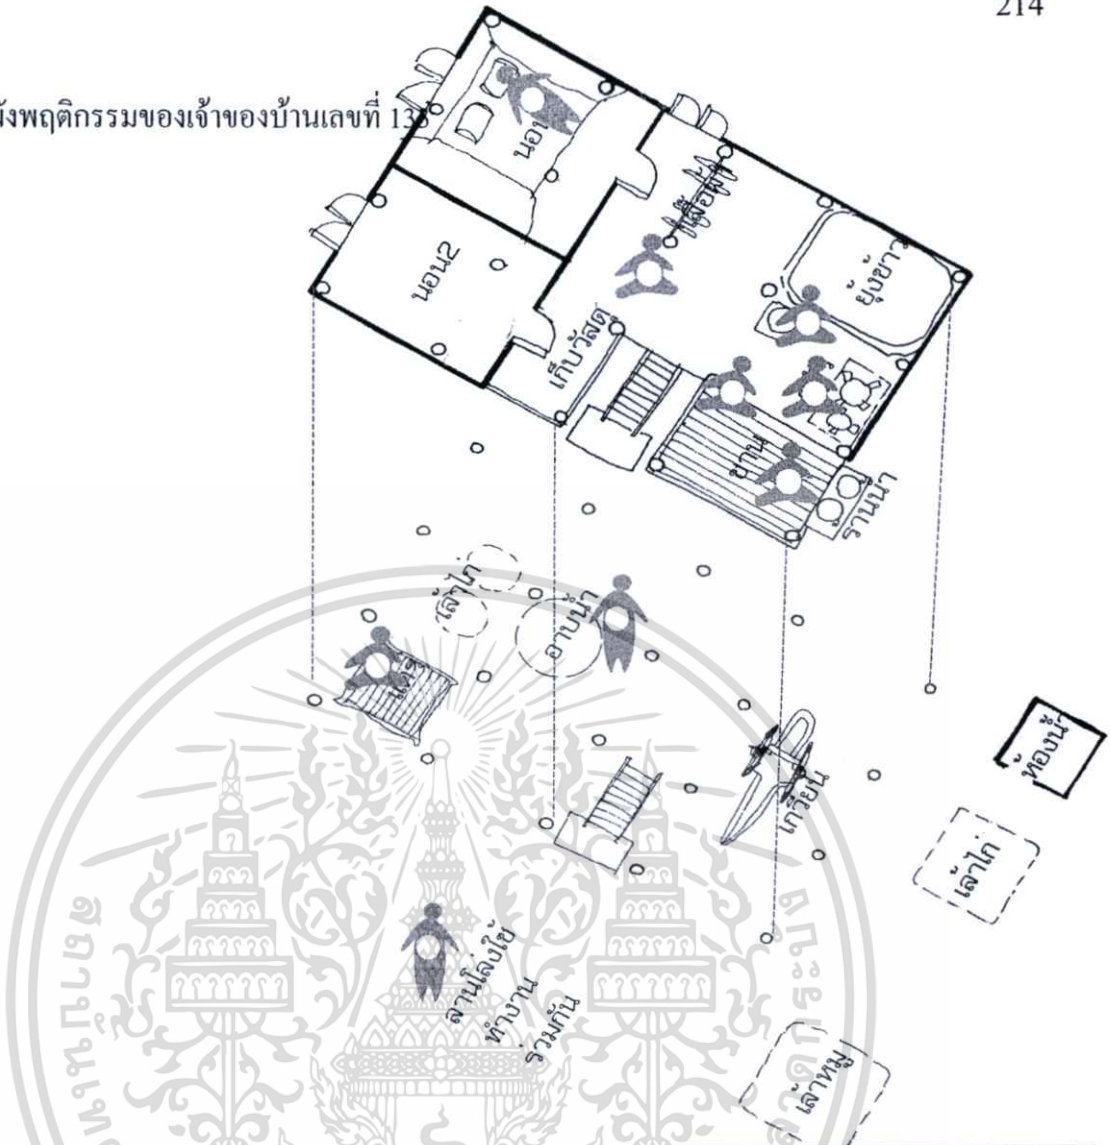 214
ผังพฤติกรรมของเจ้าของบ้านเลขที่ 13
นอน
เสื้อผ้า
ยุ้งข้าว
นอน2
เก็บวัสดุ
ชาน
รานนํา
เล้าไก่
อาบนํา
แคร่
เกวียน
ห้องนํา
เล้าไก่
ลานโล่งใช้
ทำงาน
ร่วมกัน
เล้าหมู